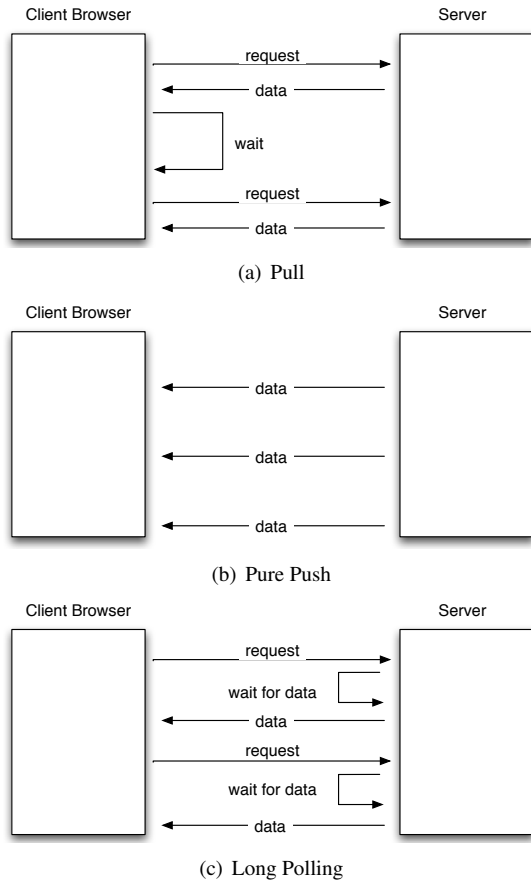 Client Browser Server
request
data
wait
request
data
(a) Pull
Client Browser Server
data
data
data
(b) Pure Push
Client Browser Server
request
wait for data
data
request
wait for data
data
(c) Long Polling